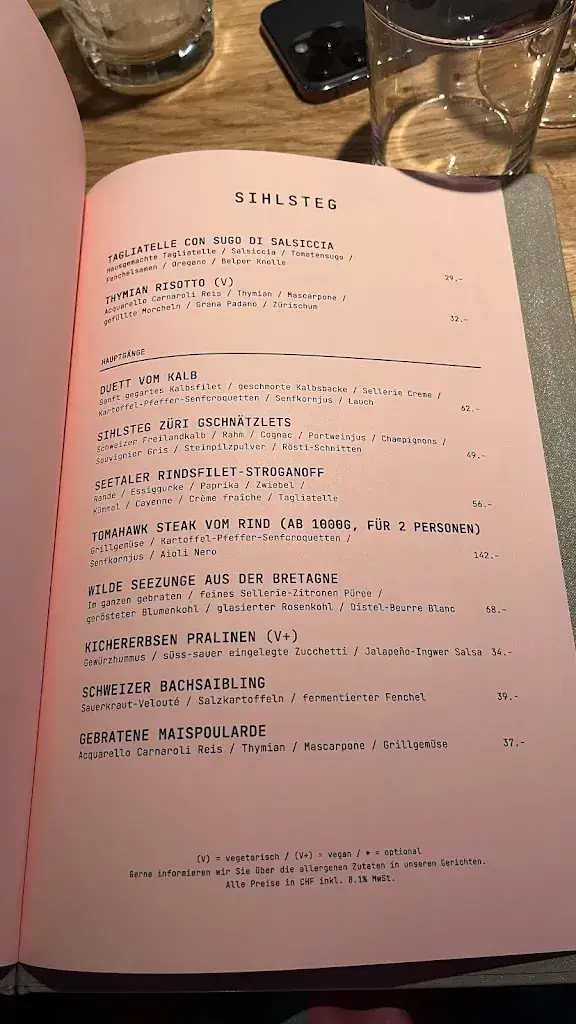 SIHLSTEG
TAGLIATELLE CON SUGO DI SALSICCIA
Hausgemachte Tagliatelle / Salsiccia / Tomatensugo /
Fenchelsamen / Oregano / Belper Knolle
29.-
THYMIAN RISOTTO (V)
Acquarello Carnaroli Reis / Thymian / Mascarpone /
gefüllte Morcheln / Grana Padano / Zürischum
32.-
HAUPTGÄNGE
DUETT VOM KALB
Sanft gegartes Kalbsfilet / geschmorte Kalbsbacke / Sellerie Creme /
Kartoffel-Pfeffer-Senfcroquetten / Senfkornjus / Lauch
62.-
SIHLSTEG ZÜRI GSCHNÄTZLETS
Schweizer Freilandkalb / Rahm / Cognac / Portweinjus / Champignons /
Souvignier Gris / Steinpilzpulver / Rösti-Schnitten
49.-
SEETALER RINDSFILET-STROGANOFF
Rande / Essiggurke / Paprika / Zwiebel /
Kümmel / Cayenne / Crème fraîche / Tagliatelle
56.-
TOMAHAWK STEAK VOM RIND (AB 1000G, FÜR 2 PERSONEN)
Grillgemüse / Kartoffel-Pfeffer-Senfcroquetten /
Senfkornjus / Aioli Nero
142.-
WILDE SEEZUNGE AUS DER BRETAGNE
Im ganzen gebraten / feines Sellerie-Zitronen Püree /
gerösteter Blumenkohl / glasierter Rosenkohl / Distel-Beurre Blanc 68.-
KICHERERBSEN PRALINEN (V+)
Gewürzhummus / süss-sauer eingelegte Zucchetti / Jalapeño-Ingwer Salsa 34.-
SCHWEIZER BACHSAIBLING
Sauerkraut-Velouté / Salzkartoffeln / fermentierter Fenchel 39.-
GEBRATENE MAISPOULARDE
Acquarello Carnaroli Reis / Thymian / Mascarpone / Grillgemüse 37.-
(V) = vegetarisch / (V+) = vegan / * = optional
Gerne informieren wir Sie über die allergenen Zutaten in unseren Gerichten.
Alle Preise in CHF inkl. 8.1% MwSt.